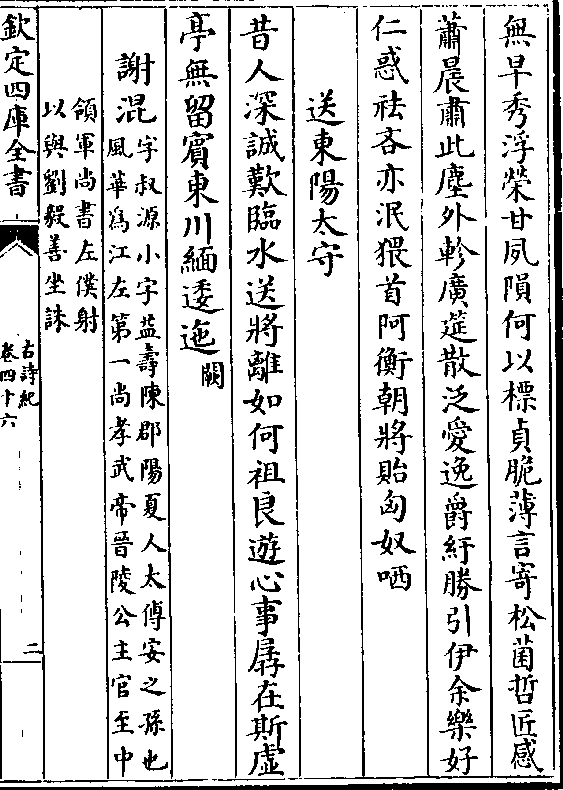 無早秀浮榮甘夙隕何以標貞脆薄言寄松菌哲匠感
蕭晨肅此塵外軫廣筵散泛愛逸爵紆勝引伊余樂好
仁惑祛吝亦泯猥首阿衡朝將貽匈奴哂
送東陽太守
昔人深誠歎臨水送將離如何祖良遊心事孱在斯虚
亭無留賓東川緬逶迤闕
謝混字叔源小字益壽陳郡陽夏人太傅安之孫也
風華為江左第一尚孝武帝晉陵公主官至中
領軍尚書左僕射
以與劉毅善坐誅
欽定四庫全書
古詩紀
卷四十六
二